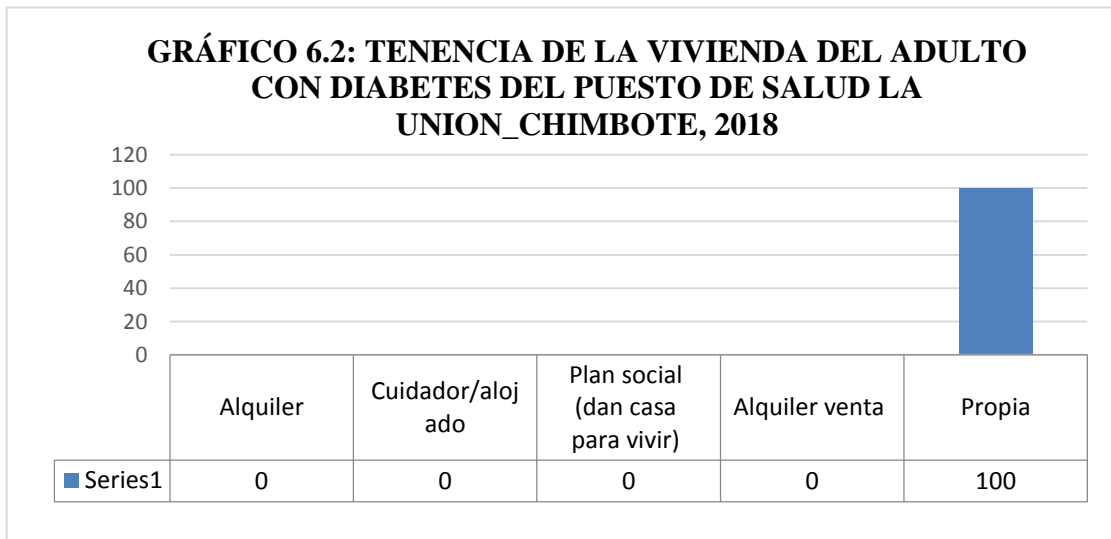 GRÁFICO 6.2: TENENCIA DE LA VIVIENDA DEL ADULTO
CON DIABETES DEL PUESTO DE SALUD LA
UNION_CHIMBOTE, 2018
120
100
80
60
40
20
0
Alquiler
Cuidador/aloj
ado
Plan social
(dan casa
para vivir)
Alquiler venta
Propia
Series1 0 0 0 0 100